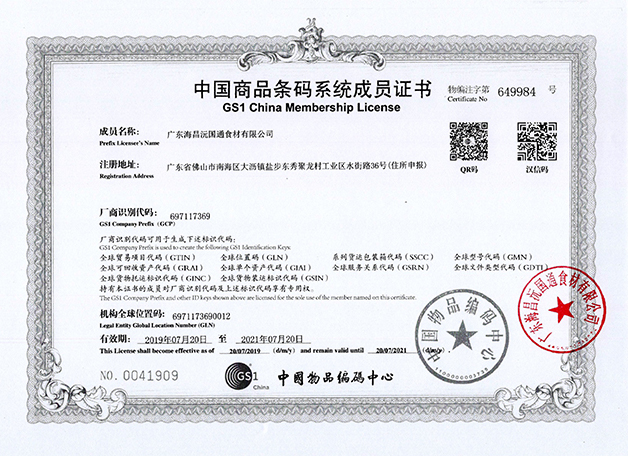 中国商品条码系统成员证书
GS1 China Membership License
物编注字第 649984 号
Certificate No
成员名称： 广东海昌沅国通食材有限公司
Prefix Licenser's Name
注册地址： 广东省佛山市南海区大沥镇盐步东秀聚龙村工业区水街路36号(住所申报)
Registration Address
QR码
汉信码
厂商识别代码： 697117369
GS1 Company Prefix (GCP)
厂商识别代码可用于生成下述标识代码：
GS1 Company Prefix is used to create the following GS1 Identification Keys:
全球贸易项目代码 (GTIN) 全球位置码 (GLN) 系列货运包装箱代码 (SSCC) 全球型号代码 (GMN)
全球可回收资产代码 (GRAI) 全球单个资产代码 (GIAI) 全球服务关系代码 (GSRN) 全球文件类型代码 (GDTI)
全球货物托运标识代码 (GINC) 全球货物装运标识代码 (GSIN)
持有本证书的成员对厂商识别代码及上述标识代码享有专用权。
The GS1 Company Prefix and other ID keys shown above are licensed for the sole use of the member named on this certificate.
机构全球位置码： 6971173690012
Legal Entity Global Location Number (GLN)
有效期： 2019年07月20日 至 2021年07月20日
This License shall become effective as of 20/07/2019 (d/m/y) and remain valid until 20/07/2021 (d/m/y).
NO. 0041909
GS1
China
中国物品编码中心
中国物品编码中心
广东海昌沅国通食材有限公司